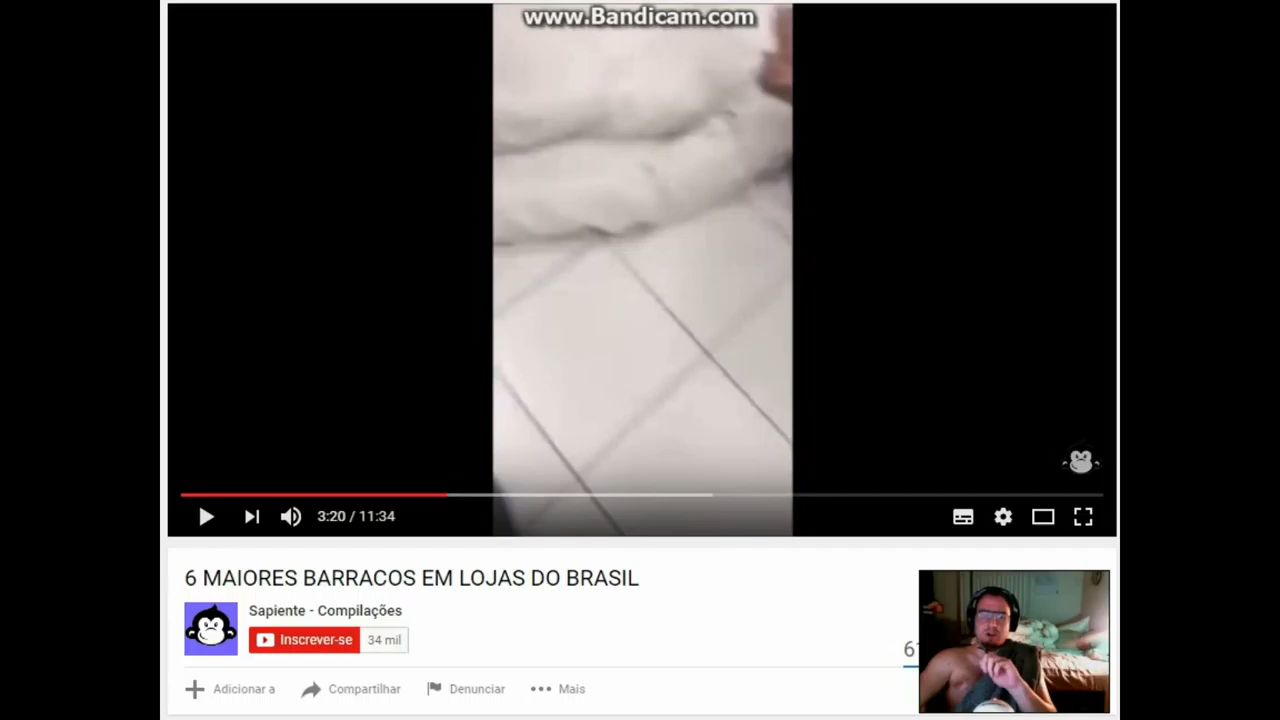 www.Bandicam.com
3:20 / 11:34
6 MAIORES BARRACOS EM LOJAS DO BRASIL
Sapiente - Compilações
Inscrever-se 34 mil
Adicionar a Compartilhar Denunciar Mais